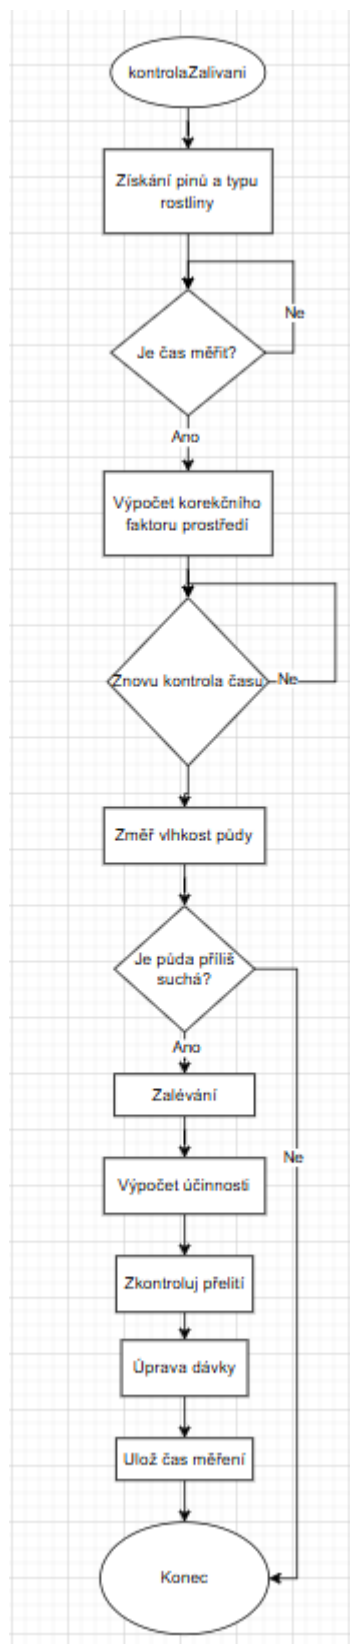 kontrolaZalivani
Získání pinů a typu
rostliny
Ne
Je čas měřit?
Ano
Výpočet korekčního
faktoru prostředí
Znovu kontrola času
Ne
Změř vlhkost půdy
Je půda příliš
suchá?
Ano
Zalévání
Ne
Výpočet účinnosti
Zkontroluj přelití
Úprava dávky
Ulož čas měření
Konec